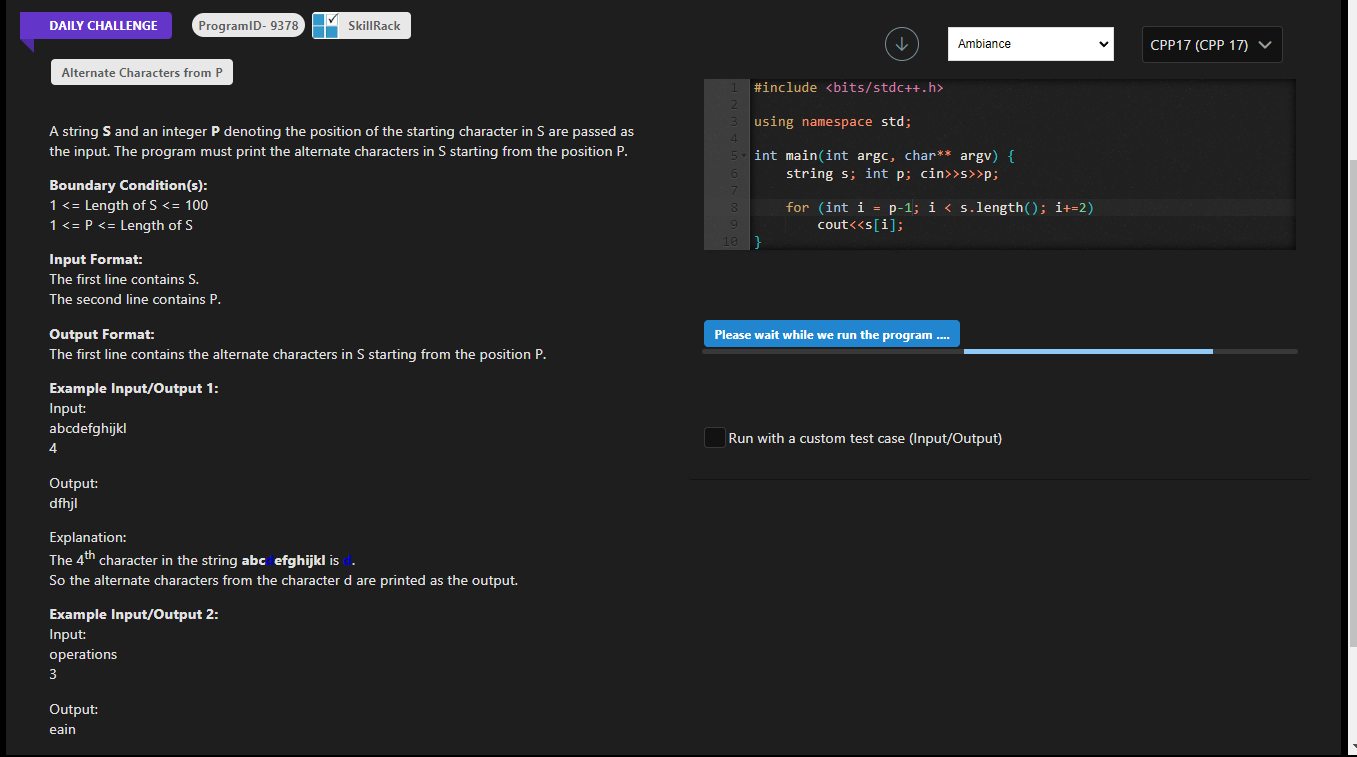 DAILY CHALLENGE
ProgramID- 9378
SkillRack
Alternate Characters from P
A string S and an integer P denoting the position of the starting character in S are passed as
the input. The program must print the alternate characters in S starting from the position P.
Boundary Condition(s):
1 <= Length of S <= 100
1 <= P <= Length of S
Input Format:
The first line contains S.
The second line contains P.
Output Format:
The first line contains the alternate characters in S starting from the position P.
Example Input/Output 1:
Input:
abcdefghijkl
4
Output:
dfhjl
Explanation:
The 4th character in the string abcdefghijkl is d.
So the alternate characters from the character d are printed as the output.
Example Input/Output 2:
Input:
operations
3
Output:
eain
Ambiance
CPP17 (CPP 17)
1 #include <bits/stdc++.h>
2
3 using namespace std;
4
5 int main(int argc, char** argv) {
6 string s; int p; cin>>s>>p;
7
8 for (int i = p-1; i < s.length(); i+=2)
9 cout<<s[i];
10 }
Please wait while we run the program ....
Run with a custom test case (Input/Output)